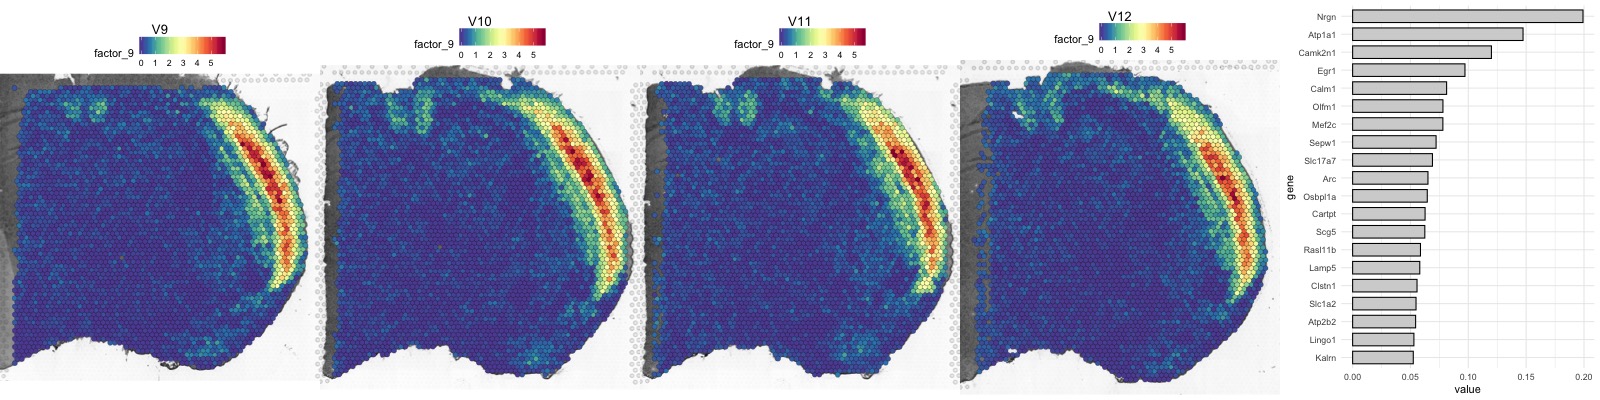 V9
factor_9
0 1 2 3 4 5
V10
factor_9
0 1 2 3 4 5
V11
factor_9
0 1 2 3 4 5
V12
factor_9
0 1 2 3 4 5
gene
Nrgn
Atp1a1
Camk2n1
Egr1
Calm1
Olfm1
Mef2c
Sepw1
Slc17a7
Arc
Osbpl1a
Cartpt
Scg5
Rasl11b
Lamp5
Clstn1
Slc1a2
Atp2b2
Lingo1
Kalrn
0.00 0.05 0.10 0.15 0.20
value